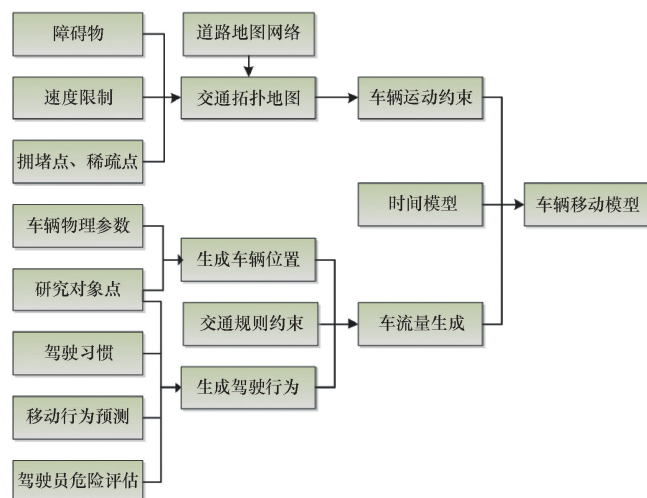 障碍物
道路地图网络
速度限制
交通拓扑地图
车辆运动约束
拥堵点、稀疏点
时间模型
车辆移动模型
车辆物理参数
生成车辆位置
研究对象点
交通规则约束
车流量生成
驾驶习惯
生成驾驶行为
移动行为预测
驾驶员危险评估